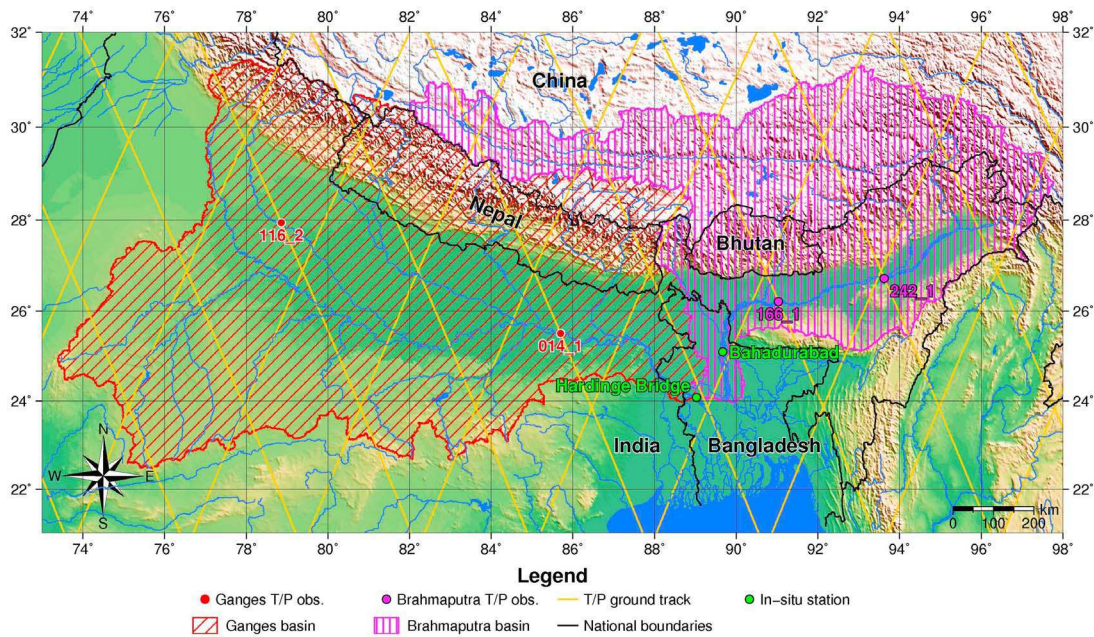 74° 76° 78° 80° 82° 84° 86° 88° 90° 92° 94° 96° 98°
32° 32°
China
30° 30°
Nepal
28° 28°
116_2
Bhutan
242_1
26° 26°
166_1
014_1
Bahadurabad
Hardinge Bridge
24° 24°
N
India Bangladesh
W E
22° 22°
S
km
0 100 200
74° 76° 78° 80° 82° 84° 86° 88° 90° 92° 94° 96° 98°
Legend
Ganges T/P obs. Brahmaputra T/P obs. T/P ground track In-situ station
Ganges basin Brahmaputra basin National boundaries